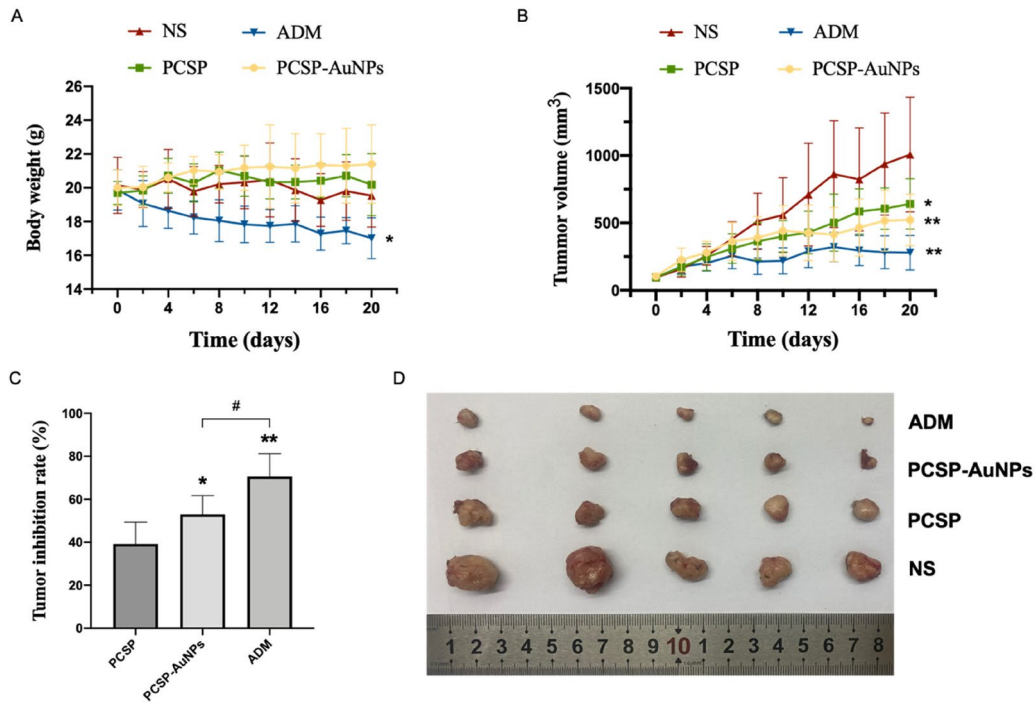 A
NS
ADM
PCSP
PCSP-AuNPs
Body weight (g)
26
24
22
20
18
16
14
0
4
8
12
16
20
*
Time (days)
B
NS
ADM
PCSP
PCSP-AuNPs
Tumor volume (mm3)
1500
1000
500
0
0
4
8
12
16
20
*
**
**
Time (days)
C
Tumor inhibition rate (%)
100
80
60
40
20
0
#
*
**
PCSP
PCSP-AuNPs
ADM
D
ADM
PCSP-AuNPs
PCSP
NS
1 2 3 4 5 6 7 8 9 10 1 2 3 4 5 6 7 8